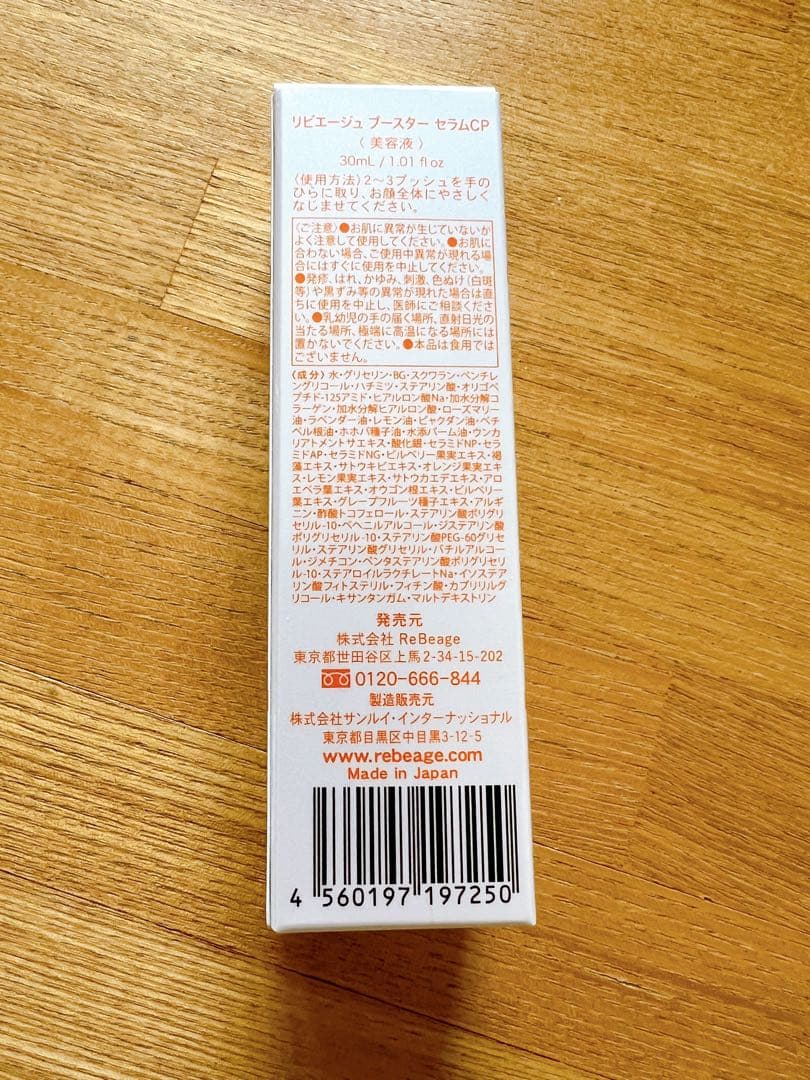 リビエージュ ブースター セラムCP
〈 美容液 〉
30mL / 1.01 fl oz
〈使用方法〉2〜3プッシュを手の
ひらに取り、お顔全体にやさしく
なじませてください。
〈ご注意〉●お肌に異常が生じていないか
よく注意して使用してください。●お肌に
合わない場合、ご使用中異常が現れる場
合にはすぐに使用を中止してください。
●発疹、はれ、かゆみ、刺激、色ぬけ(白斑
等)や黒ずみ等の異常が現れた場合は直
ちに使用を中止し、医師にご相談くださ
い。●乳幼児の手の届く場所、直射日光の
当たる場所、極端に高温になる場所には
置かないでください。●本品は食用では
ございません。
〈成分〉水・グリセリン・BG・スクワラン・ペンチレ
ングリコール・ハチミツ・ステアリン酸・オリゴペ
プチド-125アミド・ヒアルロン酸Na・加水分解コ
ラーゲン・加水分解ヒアルロン酸・ローズマリー
油・ラベンダー油・レモン油・ビャクダン油・ベチ
ベル根油・ホホバ種子油・水添パーム油・ウンカ
リアトメントサエキス・酸化銀・セラミドNP・セラ
ミドAP・セラミドNG・ビルベリー果実エキス・褐
藻エキス・サトウキビエキス・オレンジ果実エキ
ス・レモン果実エキス・サトウカエデエキス・アロ
エベラ葉エキス・オウゴン根エキス・ビルベリー
葉エキス・グレープフルーツ種子エキス・アルギ
ニン・酢酸トコフェロール・ステアリン酸ポリグリ
セリル-10・ベヘニルアルコール・ジステアリン酸
ポリグリセリル-10・ステアリン酸PEG-60グリセ
リル・ステアリン酸グリセリル・バチルアルコー
ル・ジメチコン・ペンタステアリン酸ポリグリセリ
ル-10・ステアロイルラクチレートNa・イソステア
リン酸フィトステリル・フィチン酸・カプリリルグ
リコール・キサンタンガム・マルトデキストリン
発売元
株式会社 ReBeage
東京都世田谷区上馬2-34-15-202
0120-666-844
製造販売元
株式会社サンルイ・インターナッショナル
東京都目黒区中目黒3-12-5
www.rebeage.com
Made in Japan
4 560197 197250